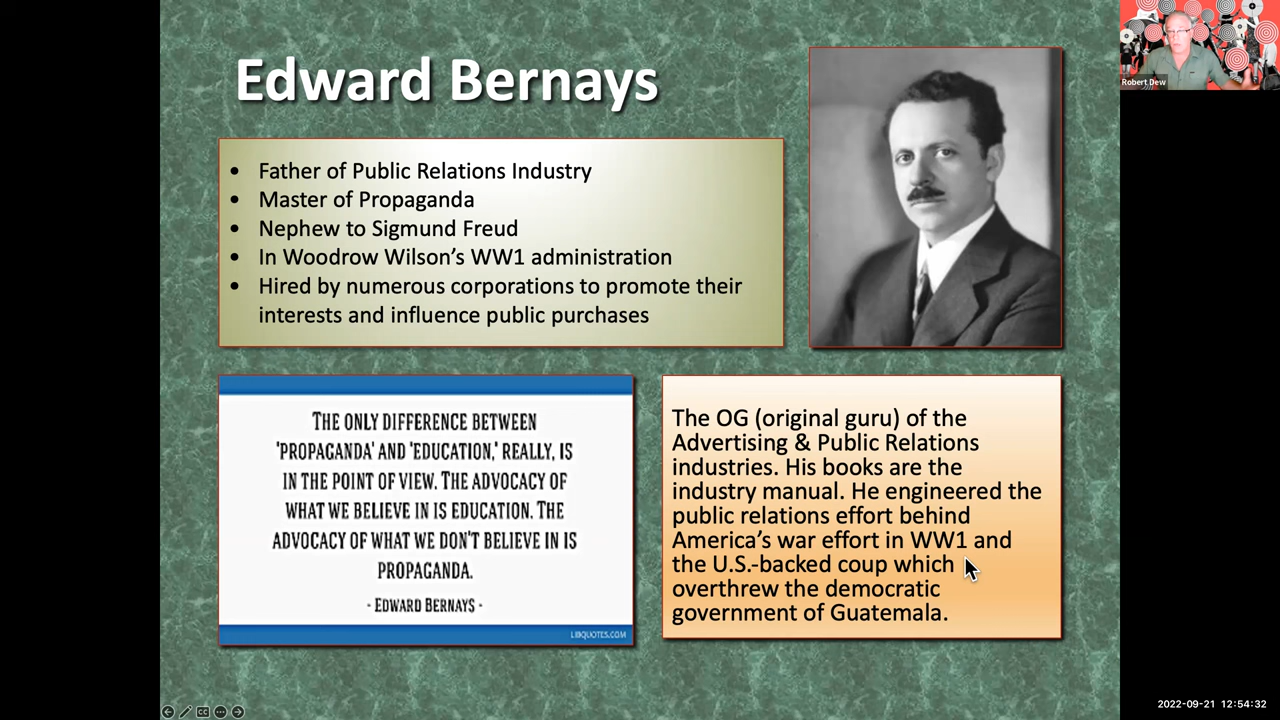 Edward Bernays
• Father of Public Relations Industry
• Master of Propaganda
• Nephew to Sigmund Freud
• In Woodrow Wilson’s WW1 administration
• Hired by numerous corporations to promote their
interests and influence public purchases
THE ONLY DIFFERENCE BETWEEN
'PROPAGANDA' AND 'EDUCATION,' REALLY, IS
IN THE POINT OF VIEW. THE ADVOCACY OF
WHAT WE BELIEVE IN IS EDUCATION. THE
ADVOCACY OF WHAT WE DON'T BELIEVE IN IS
PROPAGANDA.
- EDWARD BERNAYS -
LIBQUOTES.COM
The OG (original guru) of the
Advertising & Public Relations
industries. His books are the
industry manual. He engineered the
public relations effort behind
America’s war effort in WW1 and
the U.S.-backed coup which
overthrew the democratic
government of Guatemala.
Robert Dew
CC
2022-09-21 12:54:32